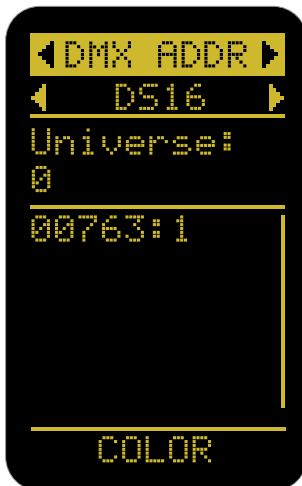 DMX ADDR
DS16
Universe:
0
00763:1
COLOR